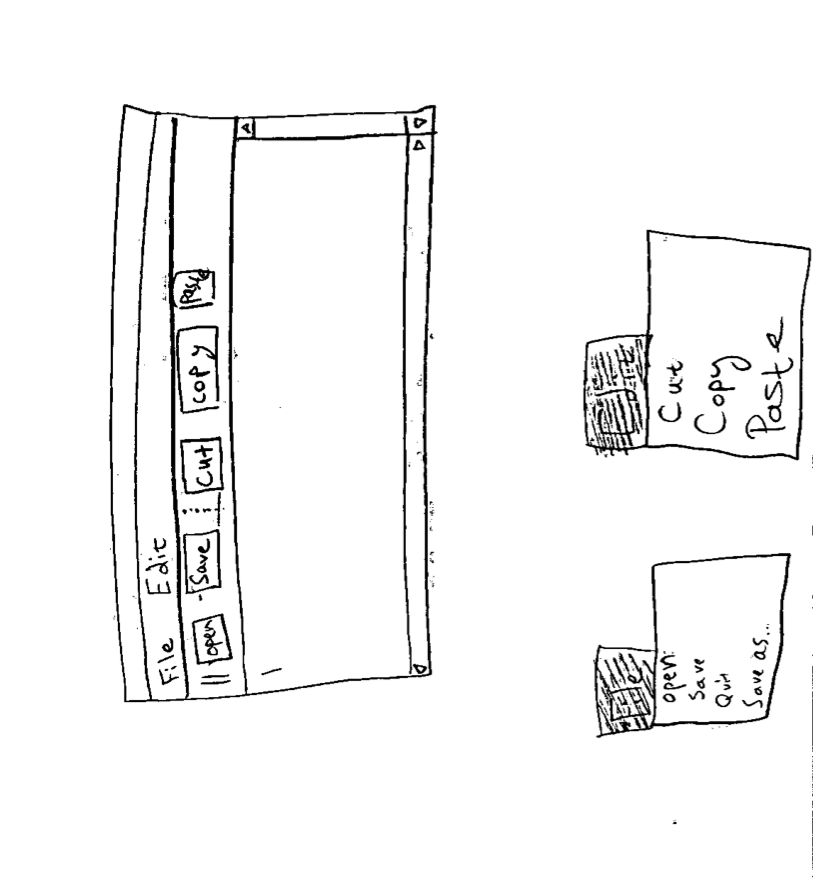 File Edit
open Save Cut copy Paste
File
open
Save
Quit
Save as...
Edit
Cut
Copy
Paste